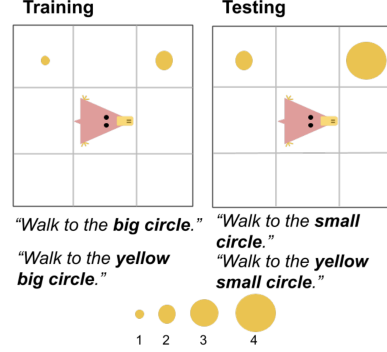 Training
Testing
“Walk to the big circle.”
“Walk to the yellow
big circle.”
“Walk to the small
circle.”
“Walk to the yellow
small circle.”
1 2 3 4